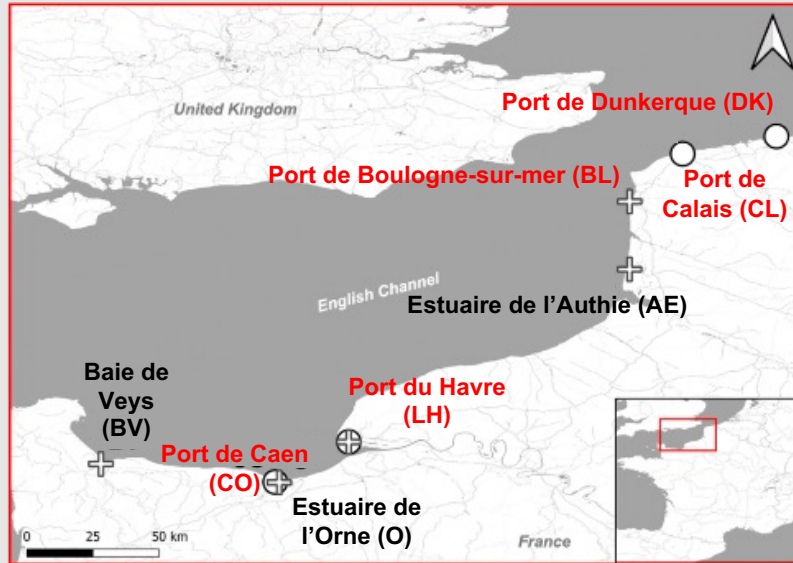 United Kingdom
Port de Dunkerque (DK)
Port de Boulogne-sur-mer (BL)
Port de
Calais (CL)
English Channel
Estuaire de l'Authie (AE)
Baie de
Veys
(BV)
Port du Havre
(LH)
Port de Caen
(CO)
Estuaire de
l'Orne (O)
France
0 25 50 km